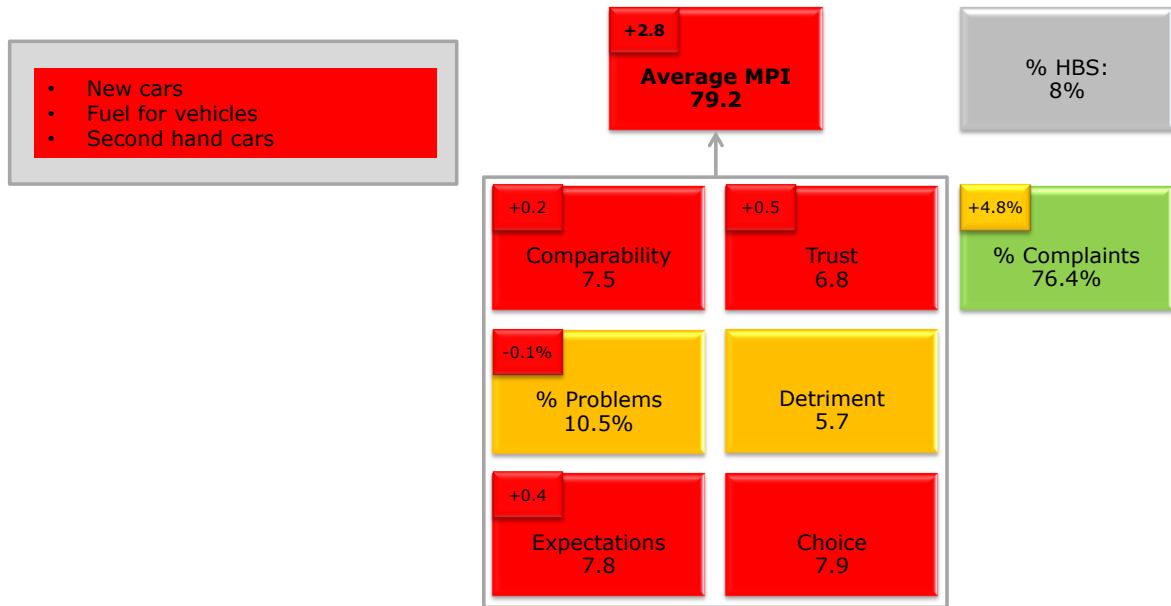 • New cars
• Fuel for vehicles
• Second hand cars
+2.8
Average MPI
79.2
% HBS:
8%
+0.2
Comparability
7.5
+0.5
Trust
6.8
+4.8%
% Complaints
76.4%
-0.1%
% Problems
10.5%
Detriment
5.7
+0.4
Expectations
7.8
Choice
7.9